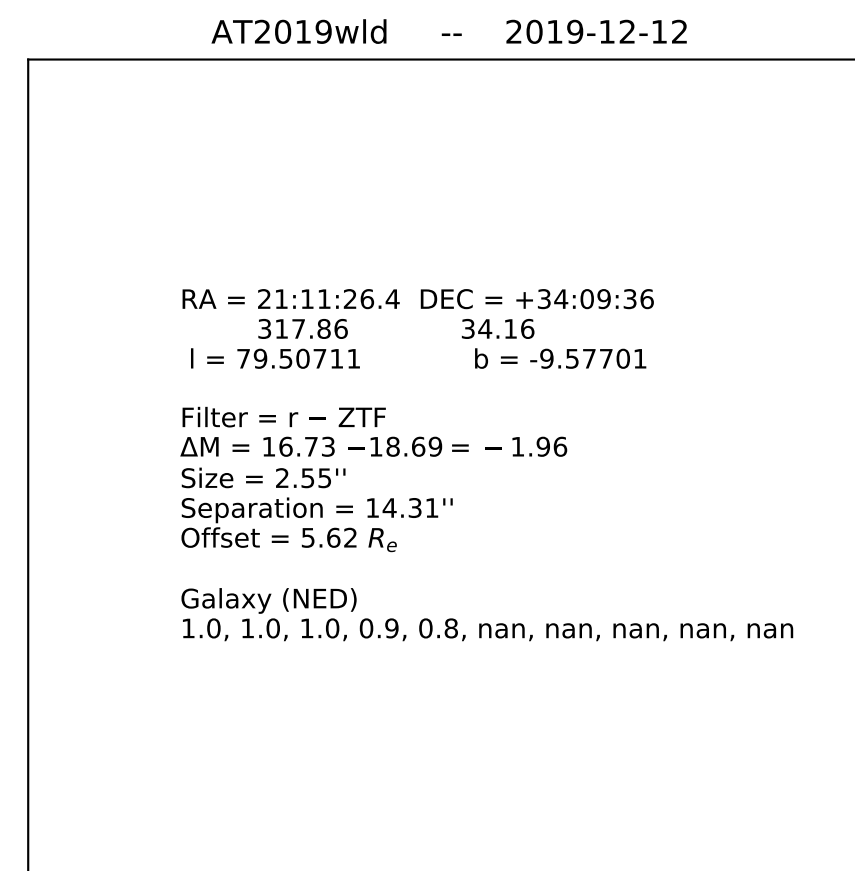 AT2019wld -- 2019-12-12
RA = 21:11:26.4 DEC = +34:09:36
317.86 34.16
l = 79.50711 b = -9.57701
Filter = r − ZTF
ΔM = 16.73 −18.69 = − 1.96
Size = 2.55''
Separation = 14.31''
Offset = 5.62 Rₑ
Galaxy (NED)
1.0, 1.0, 1.0, 0.9, 0.8, nan, nan, nan, nan, nan